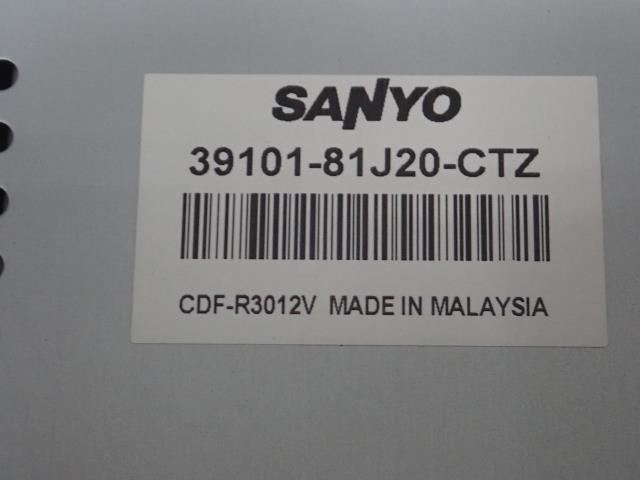 SANYO
39101-81J20-CTZ
CDF-R3012V MADE IN MALAYSIA